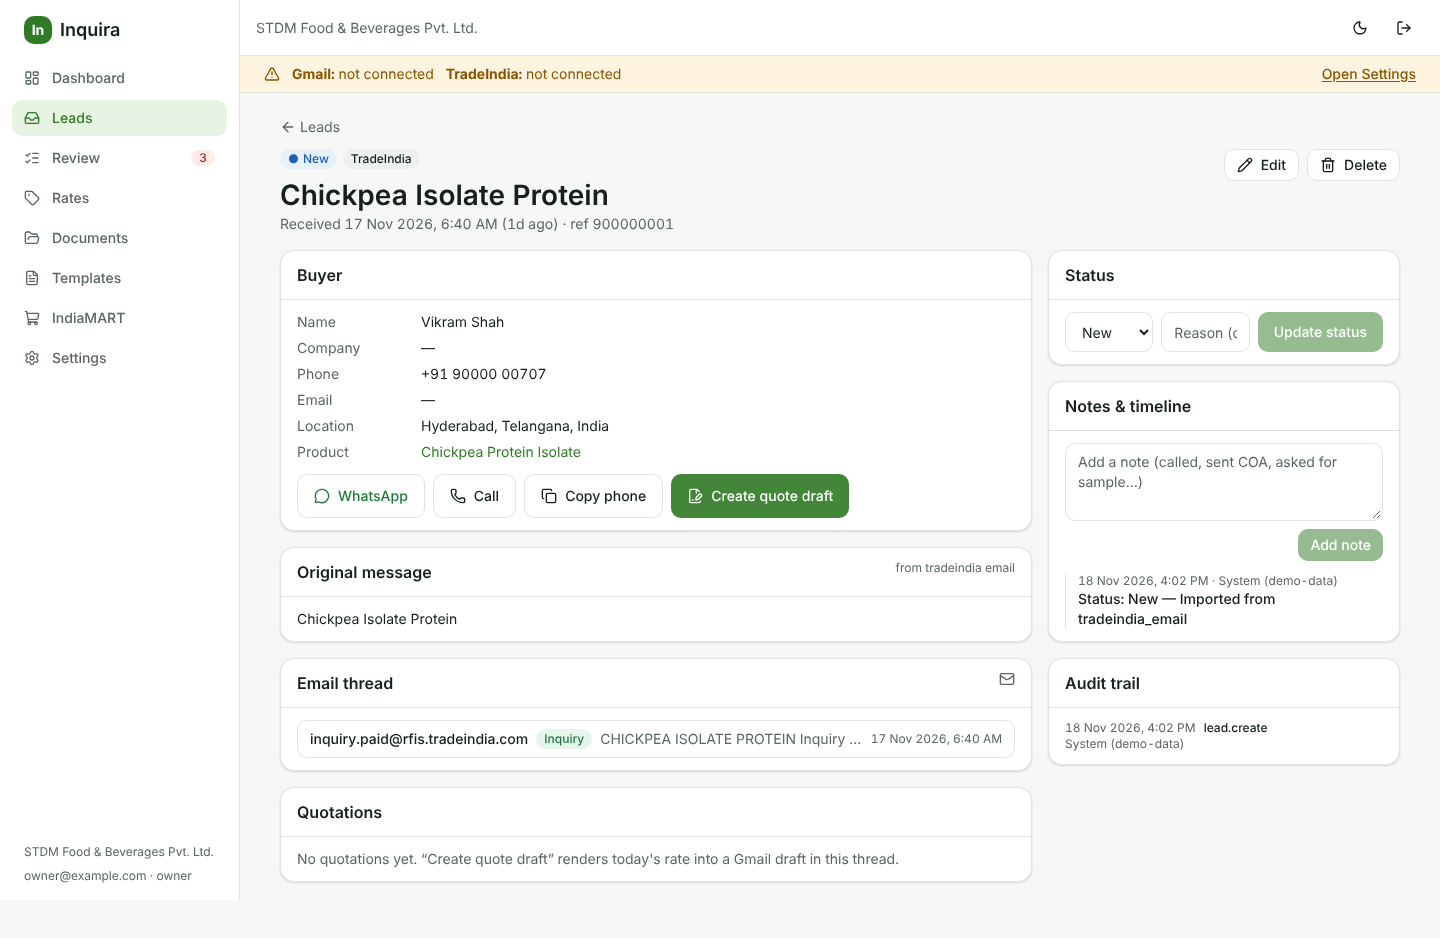 In Inquira
Dashboard
Leads
Review 3
Rates
Documents
Templates
IndiaMART
Settings
STDM Food & Beverages Pvt. Ltd.
owner@example.com · owner
STDM Food & Beverages Pvt. Ltd.
Gmail: not connected TradeIndia: not connected Open Settings
Leads
New TradeIndia
Chickpea Isolate Protein
Received 17 Nov 2026, 6:40 AM (1d ago) · ref 900000001
Edit Delete
Buyer
Name Vikram Shah
Company —
Phone +91 90000 00707
Email —
Location Hyderabad, Telangana, India
Product Chickpea Protein Isolate
WhatsApp Call Copy phone Create quote draft
Original message from tradeindia email
Chickpea Isolate Protein
Email thread
inquiry.paid@rfis.tradeindia.com Inquiry CHICKPEA ISOLATE PROTEIN Inquiry ... 17 Nov 2026, 6:40 AM
Quotations
No quotations yet. “Create quote draft” renders today's rate into a Gmail draft in this thread.
Status
New Reason (c Update status
Notes & timeline
Add a note (called, sent COA, asked for
sample...)
Add note
18 Nov 2026, 4:02 PM · System (demo-data)
Status: New — Imported from
tradeindia_email
Audit trail
18 Nov 2026, 4:02 PM lead.create
System (demo-data)